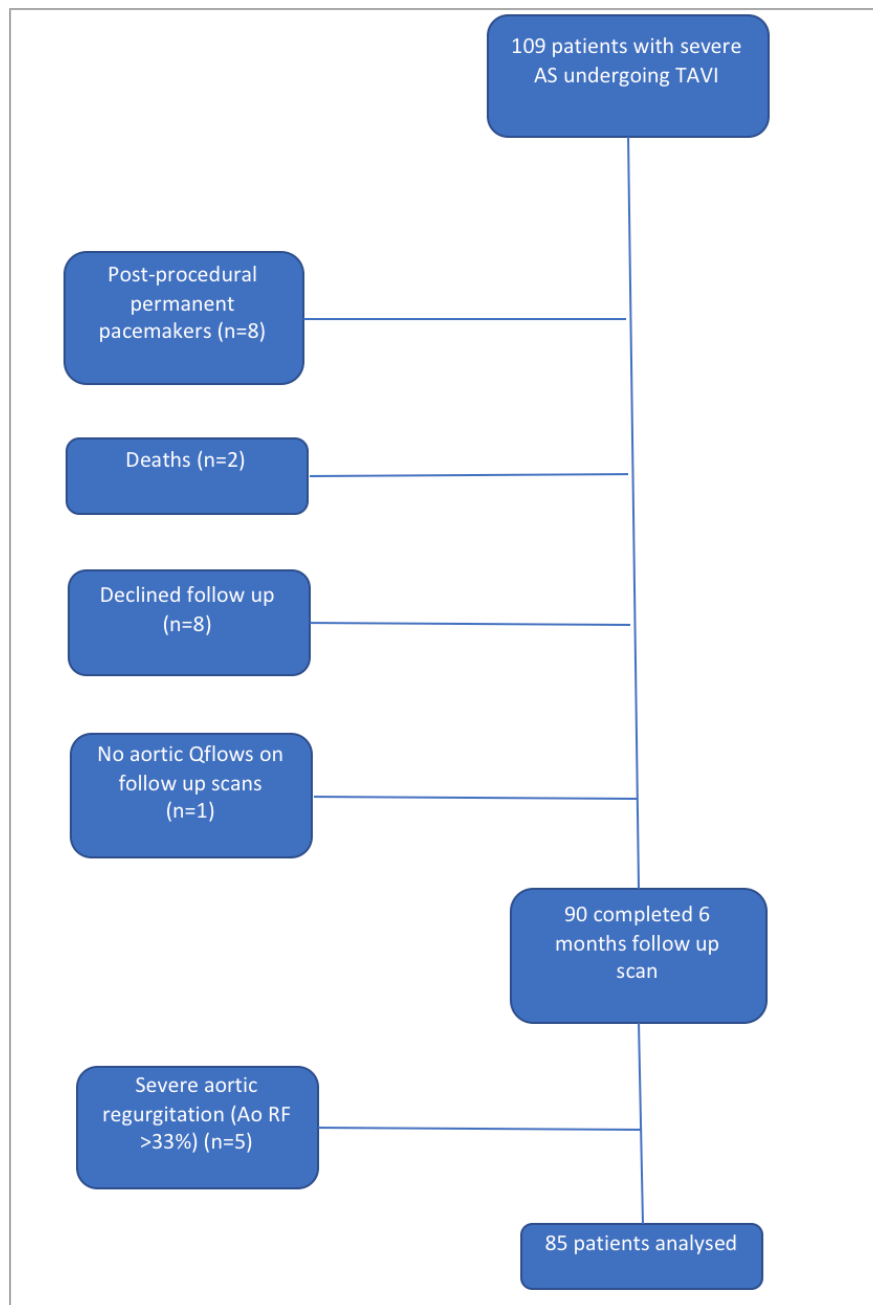 109 patients with severe
AS undergoing TAVI
Post-procedural
permanent
pacemakers (n=8)
Deaths (n=2)
Declined follow up
(n=8)
No aortic Qflows on
follow up scans
(n=1)
90 completed 6
months follow up
scan
Severe aortic
regurgitation (Ao RF
>33%) (n=5)
85 patients analysed